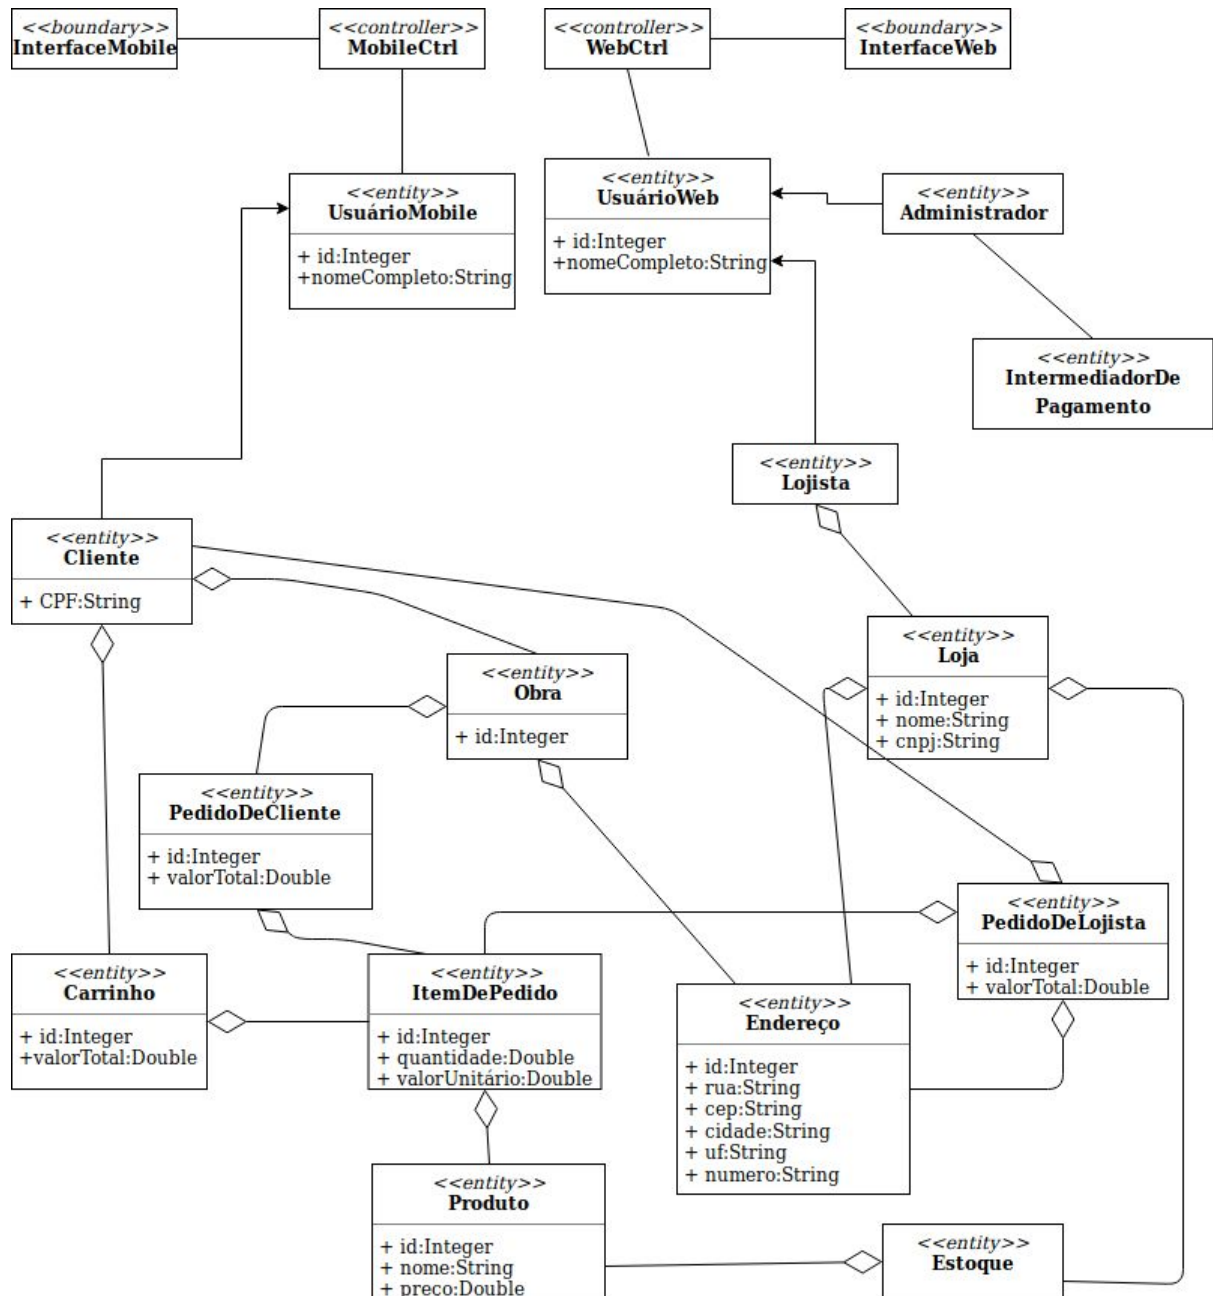 <<boundary>>
InterfaceMobile
<<controller>>
MobileCtrl
<<controller>>
WebCtrl
<<boundary>>
InterfaceWeb
<<entity>>
UsuárioMobile
+ id:Integer
+nomeCompleto:String
<<entity>>
UsuárioWeb
+ id:Integer
+nomeCompleto:String
<<entity>>
Administrador
<<entity>>
IntermediadorDe
Pagamento
<<entity>>
Lojista
<<entity>>
Cliente
+ CPF:String
<<entity>>
Obra
+ id:Integer
<<entity>>
Loja
+ id:Integer
+ nome:String
+ cnpj:String
<<entity>>
PedidoDeCliente
+ id:Integer
+ valorTotal:Double
<<entity>>
PedidoDeLojista
+ id:Integer
+ valorTotal:Double
<<entity>>
Carrinho
+ id:Integer
+valorTotal:Double
<<entity>>
ItemDePedido
+ id:Integer
+ quantidade:Double
+ valorUnitário:Double
<<entity>>
Endereço
+ id:Integer
+ rua:String
+ cep:String
+ cidade:String
+ uf:String
+ numero:String
<<entity>>
Produto
+ id:Integer
+ nome:String
+ preco:Double
<<entity>>
Estoque